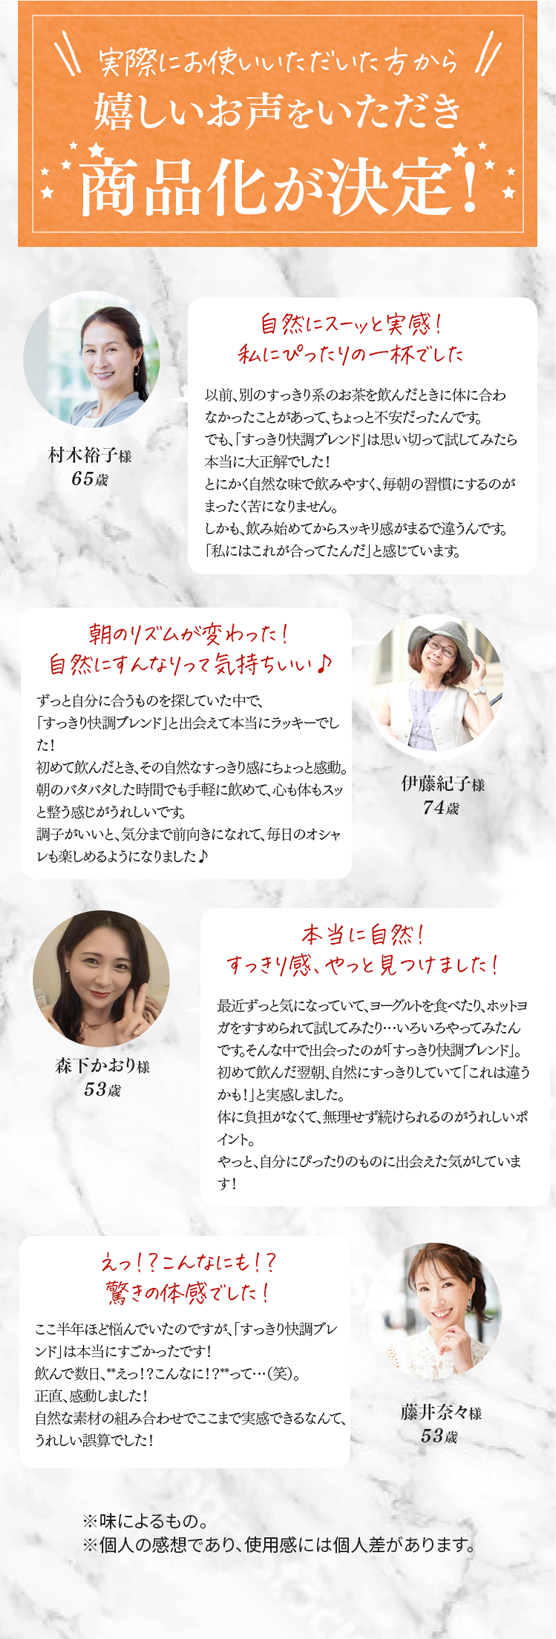 実際にお使いいただいた方から
嬉しいお声をいただき
商品化が決定!
村木裕子様
65歳
自然にスーッと実感!
私にぴったりの一杯でした
以前、別のすっきり系のお茶を飲んだときに体に合わ
なかったことがあって、ちょっと不安だったんです。
でも、「すっきり快調ブレンド」は思い切って試してみたら
本当に大正解でした!
とにかく自然な味で飲みやすく、毎朝の習慣にするのが
まったく苦になりません。
しかも、飲み始めてからスッキリ感がまるで違うんです。
「私にはこれが合ってたんだ」と感じています。
朝のリズムが変わった!
自然にすんなりって気持ちいい♪
ずっと自分に合うものを探していた中で、
「すっきり快調ブレンド」と出会えて本当にラッキーでし
た!
初めて飲んだとき、その自然なすっきり感にちょっと感動。
朝のバタバタした時間でも手軽に飲めて、心も体もスッ
と整う感じがうれしいです。
調子がいいと、気分まで前向きになれて、毎日のオシャ
レも楽しめるようになりました♪
伊藤紀子様
74歳
森下かおり様
53歳
本当に自然!
すっきり感、やっと見つけました!
最近ずっと気になっていて、ヨーグルトを食べたり、ホットヨ
ガをすすめられて試してみたり…いろいろやってみたん
です。そんな中で出会ったのが「すっきり快調ブレンド」。
初めて飲んだ翌朝、自然にすっきりしていて「これは違う
かも!」と実感しました。
体に負担がなくて、無理せず続けられるのがうれしいポ
イント。
やっと、自分にぴったりのものに出会えた気がしていま
す!
えっ!?こんなにも!?
驚きの体感でした!
ここ半年ほど悩んでいたのですが、「すっきり快調ブレ
ンド」は本当にすごかったです!
飲んで数日、**えっ!?こんなに!?**って…(笑)。
正直、感動しました!
自然な素材の組み合わせでここまで実感できるなんて、
うれしい誤算でした!
藤井奈々様
53歳
※味によるもの。
※個人の感想であり、使用感には個人差があります。